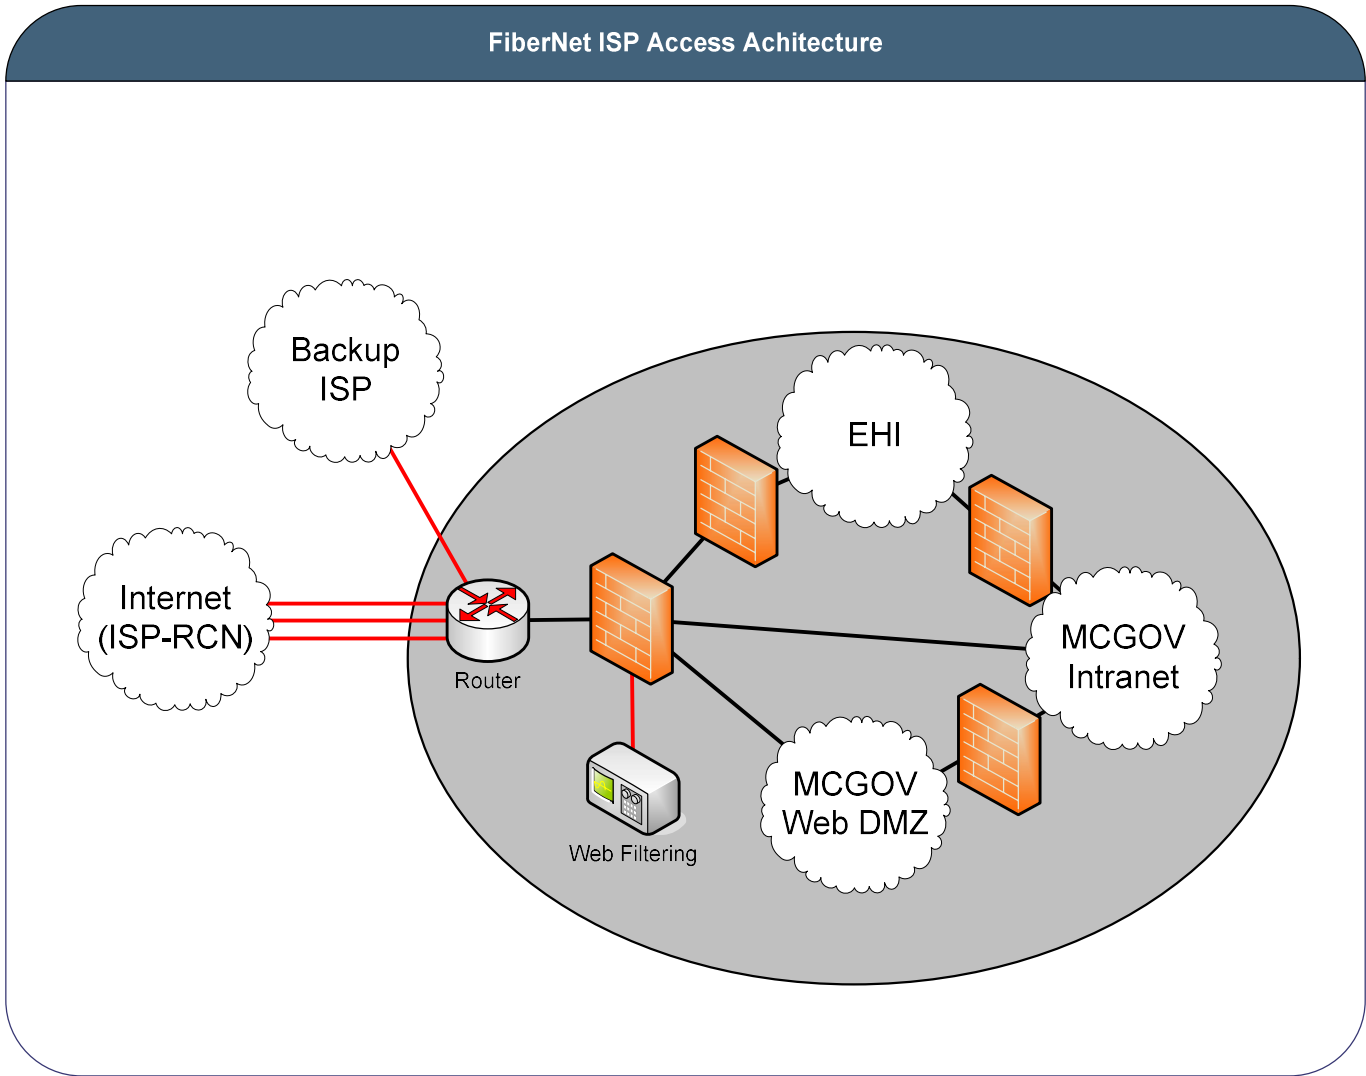 FiberNet ISP Access Achitecture
Backup
ISP
EHI
Internet
(ISP-RCN)
Router
MCGOV
Intranet
MCGOV
Web DMZ
Web Filtering